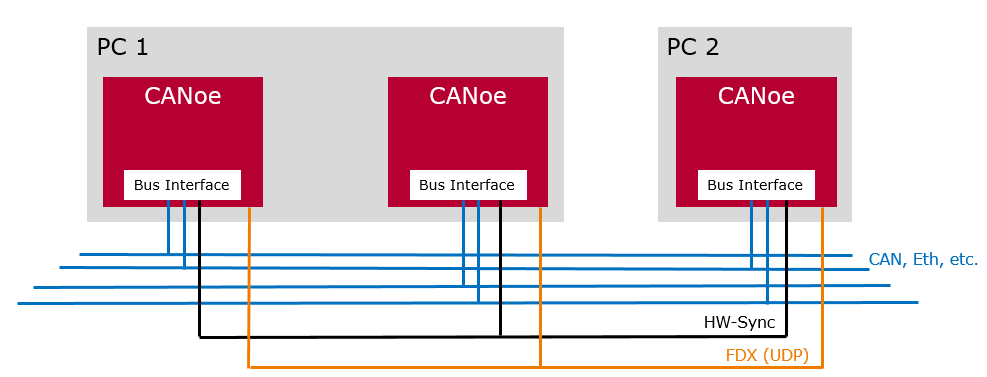 PC 1
PC 2
CANoe
CANoe
CANoe
Bus Interface
Bus Interface
Bus Interface
CAN, Eth, etc.
HW-Sync
FDX (UDP)